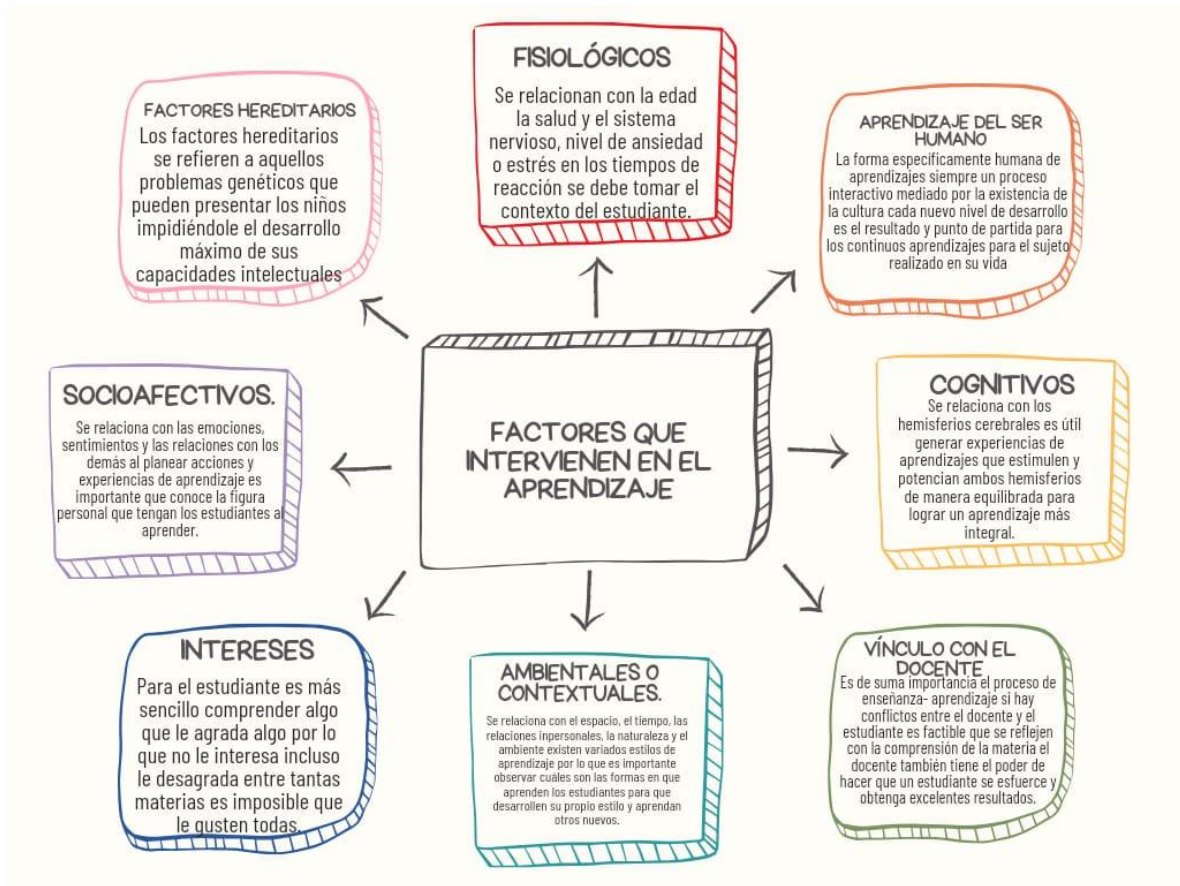 FISIOLÓGICOS
Se relacionan con la edad
la salud y el sistema
nervioso, nivel de ansiedad
o estrés en los tiempos de
reacción se debe tomar el
contexto del estudiante.
FACTORES HEREDITARIOS
Los factores hereditarios
se refieren a aquellos
problemas genéticos que
pueden presentar los niños
impidiéndole el desarrollo
máximo de sus
capacidades intelectuales
APRENDIZAJE DEL SER
HUMANO
La forma específicamente humana de
aprendizajes siempre un proceso
interactivo mediado por la existencia de
la cultura cada nuevo nivel de desarrollo
es el resultado y punto de partida para
los continuos aprendizajes para el sujeto
realizado en su vida
SOCIOAFECTIVOS.
Se relaciona con las emociones,
sentimientos y las relaciones con los
demás al planear acciones y
experiencias de aprendizaje es
importante que conoce la figura
personal que tengan los estudiantes al
aprender.
FACTORES QUE
INTERVIENEN EN EL
APRENDIZAJE
COGNITIVOS
Se relaciona con los
hemisferios cerebrales es útil
generar experiencias de
aprendizajes que estimulen y
potencian ambos hemisferios
de manera equilibrada para
lograr un aprendizaje más
integral.
INTERESES
Para el estudiante es más
sencillo comprender algo
que le agrada algo por lo
que no le interesa incluso
le desagrada entre tantas
materias es imposible que
le gusten todas.
AMBIENTALES O
CONTEXTUALES.
Se relaciona con el espacio, el tiempo, las
relaciones inpersonales, la naturaleza y el
ambiente existen variados estilos de
aprendizaje por lo que es importante
observar cuáles son las formas en que
aprenden los estudiantes para que
desarrollen su propio estilo y aprendan
otros nuevos.
VÍNCULO CON EL
DOCENTE
Es de suma importancia el proceso de
enseñanza- aprendizaje si hay
conflictos entre el docente y el
estudiante es factible que se reflejen
con la comprensión de la materia el
docente también tiene el poder de
hacer que un estudiante se esfuerce y
obtenga excelentes resultados.